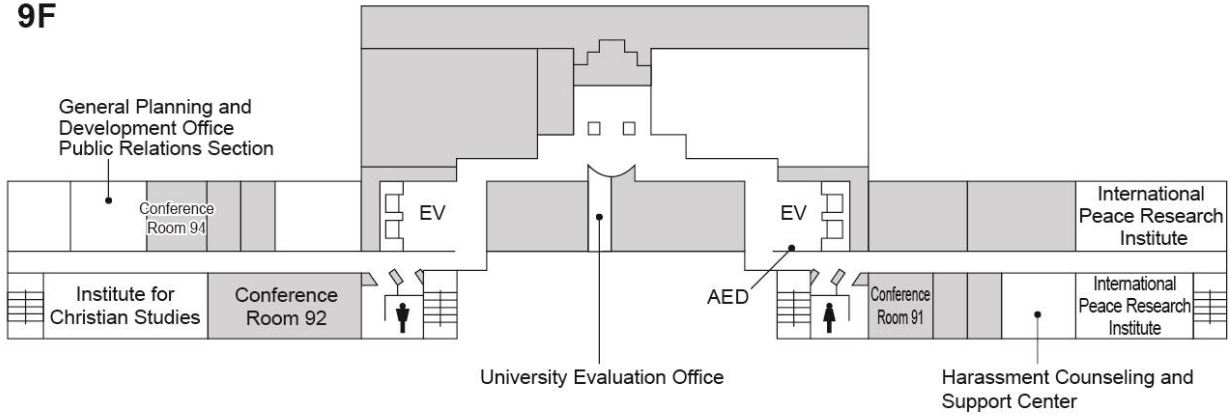 9F
General Planning and
Development Office
Public Relations Section
Conference
Room 94
EV
EV
International
Peace Research
Institute
Institute for
Christian Studies
Conference
Room 92
AED
Conference
Room 91
International
Peace Research
Institute
University Evaluation Office
Harassment Counseling and
Support Center